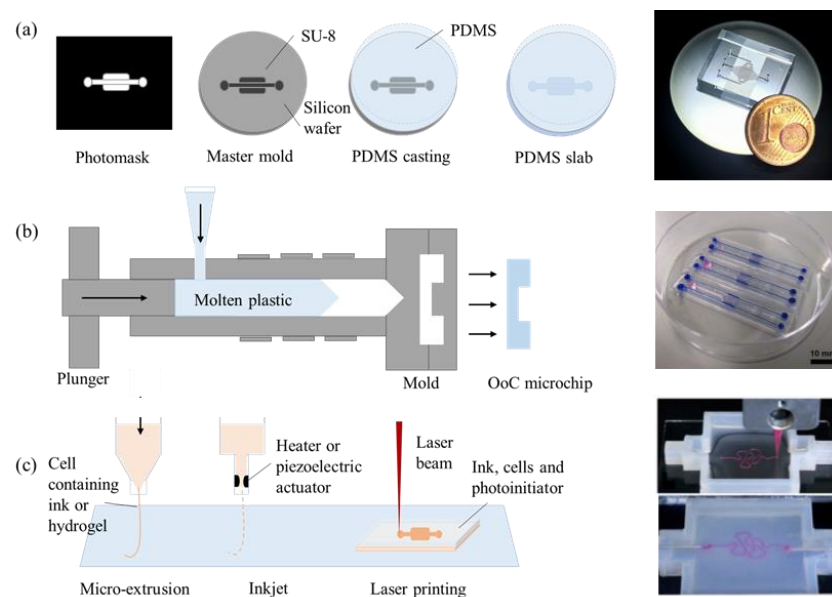 (a)
SU-8
PDMS
Silicon
wafer
Photomask
Master mold
PDMS casting
PDMS slab
1
(b)
Molten plastic
Plunger
Mold
OoC microchip
10 mm
(c)
Cell
containing
ink or
hydrogel
Heater or
piezoelectric
actuator
Laser
beam
Ink, cells and
photoinitiator
Micro-extrusion
Inkjet
Laser printing